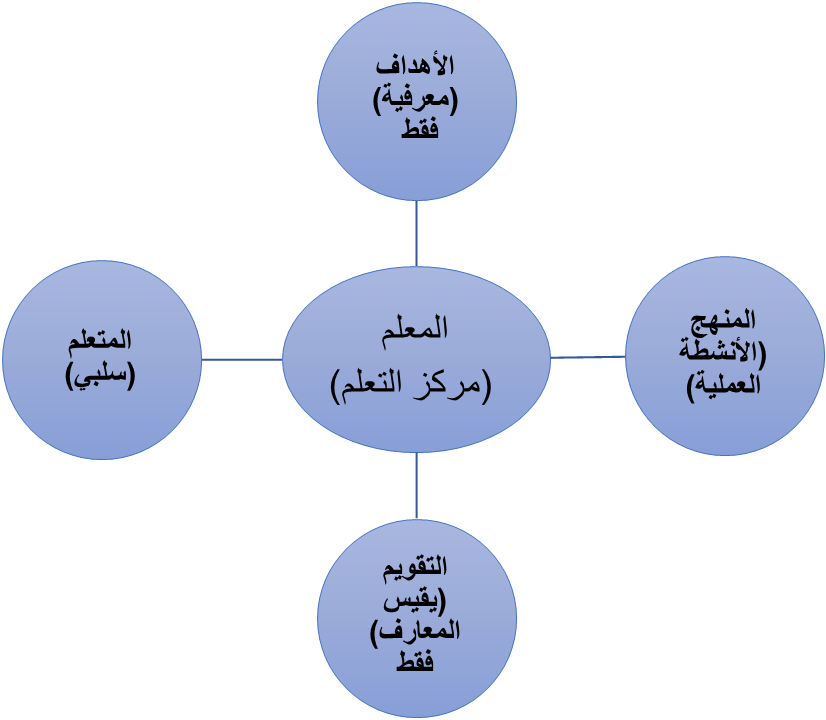 الأهداف
(معرفية)
فقط
المعلم
(مركز التعلم)
المنهج
(الأنشطة
العملية)
المتعلم
(سلبي)
التقويم
(يقيس
المعارف)
فقط